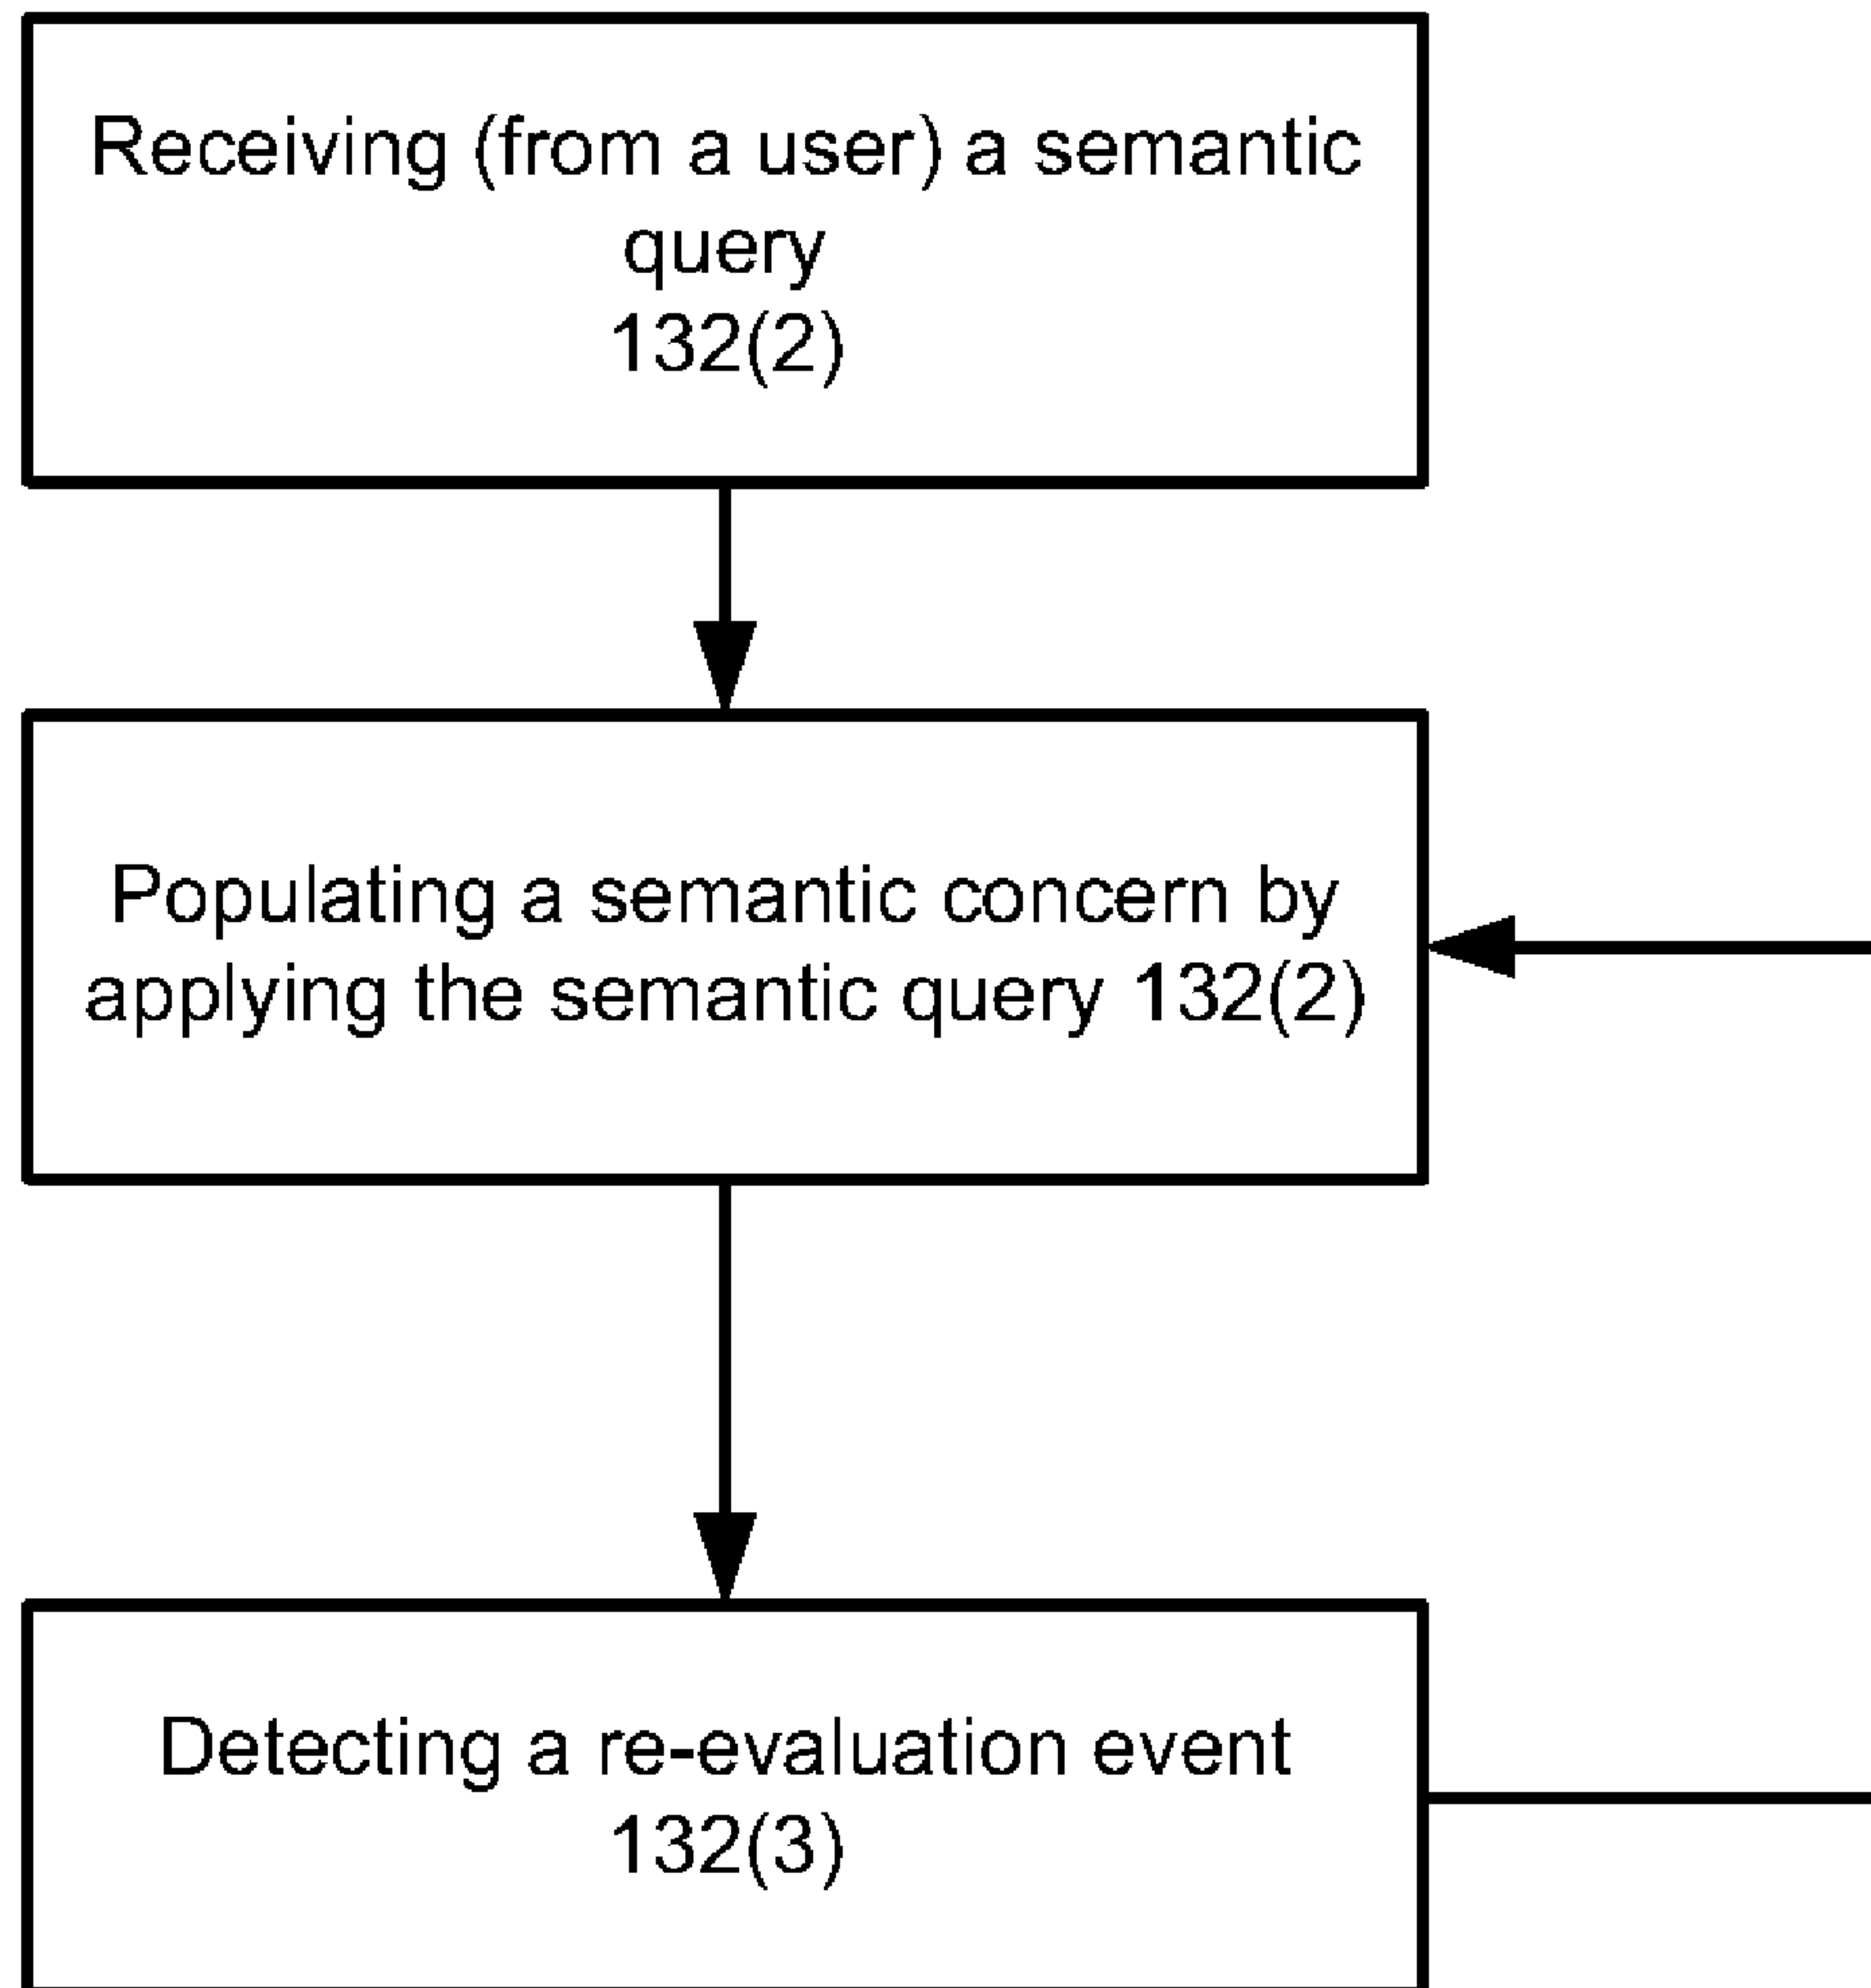 Receiving (from a user) a semantic
query
132(2)
Populating a semantic concern by
applying the semantic query 132(2)
Detecting a re-evaluation event
132(3)